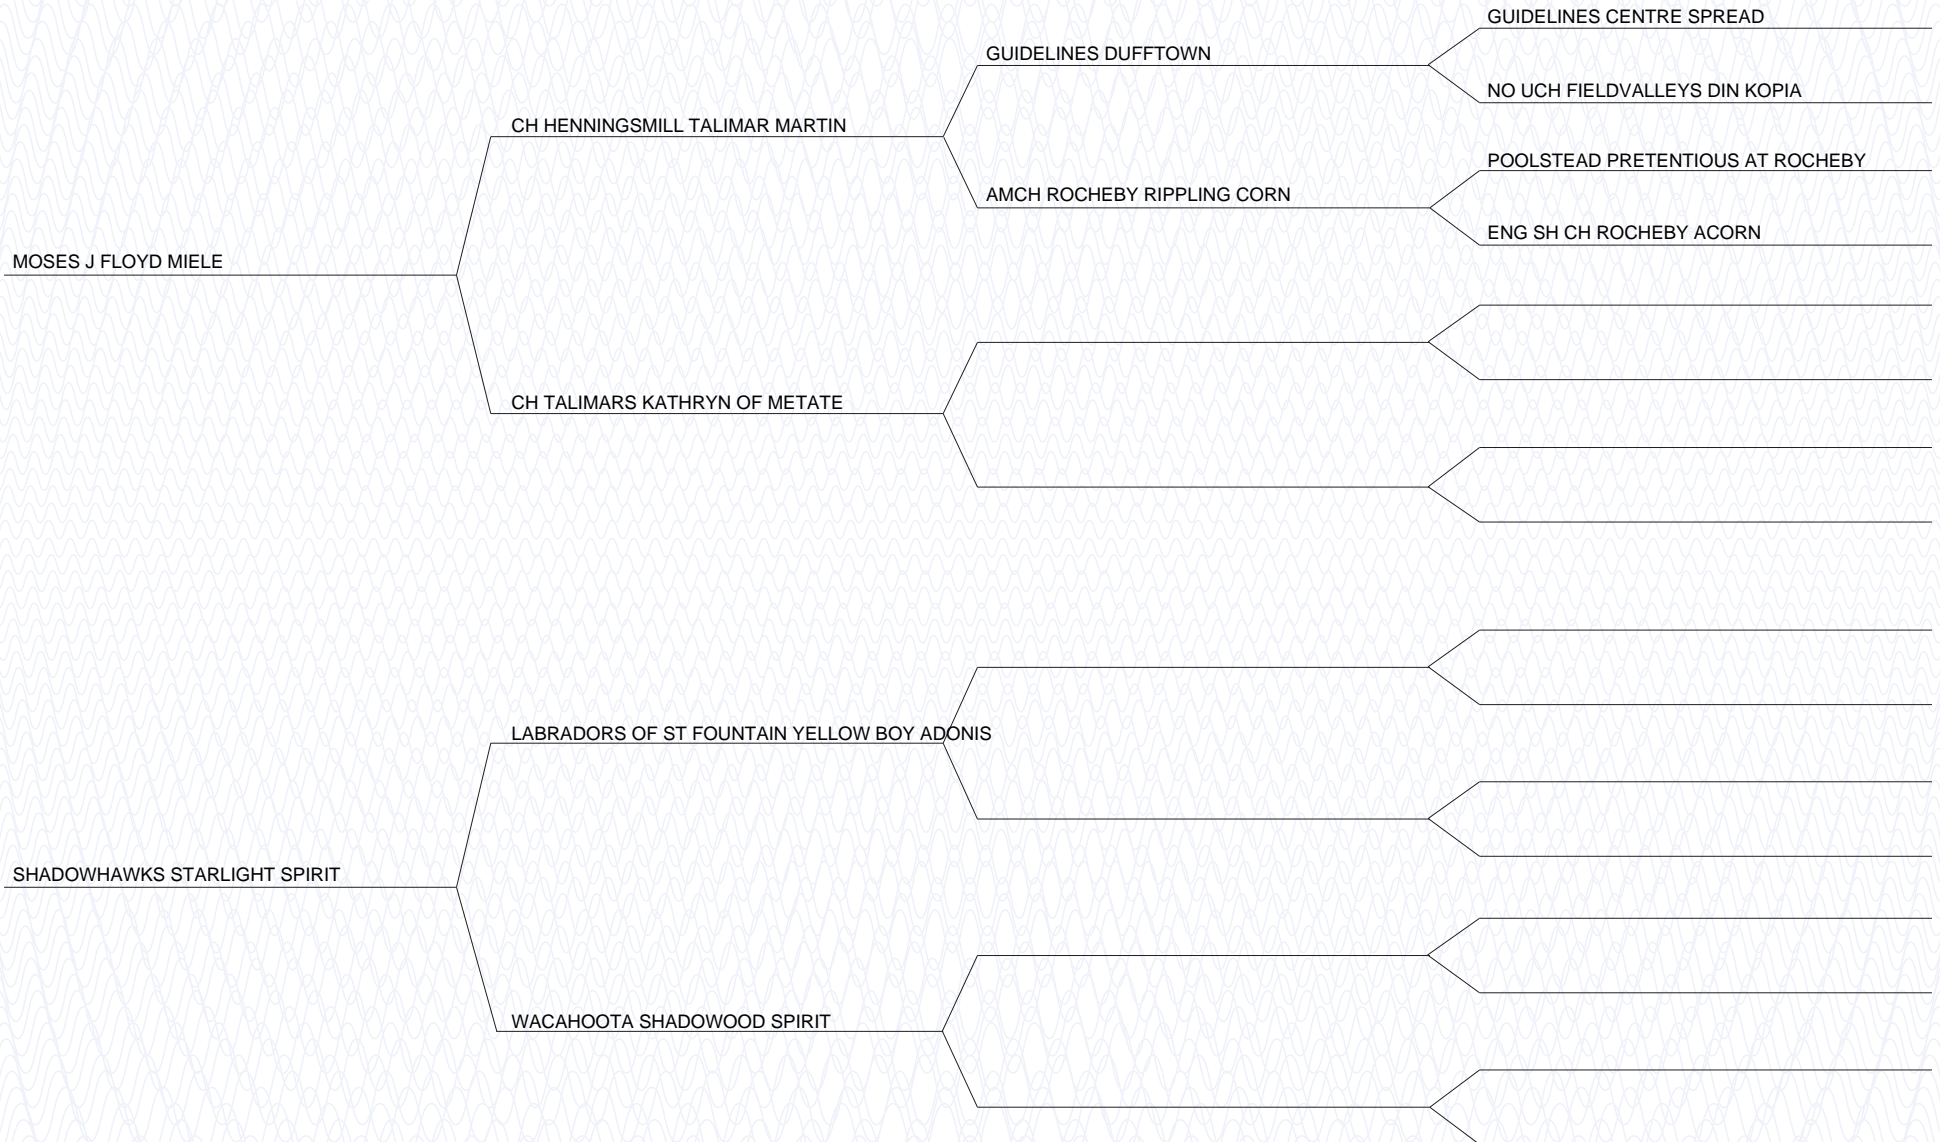 GUIDELINES CENTRE SPREAD
GUIDELINES DUFFTOWN
NO UCH FIELDVALLEYS DIN KOPIA
CH HENNINGSMILL TALIMAR MARTIN
POOLSTEAD PRETENTIOUS AT ROCHEBY
AMCH ROCHEBY RIPPLING CORN
ENG SH CH ROCHEBY ACORN
MOSES J FLOYD MIELE
CH TALIMARS KATHRYN OF METATE
LABRADORS OF ST FOUNTAIN YELLOW BOY ADONIS
SHADOWHAWKS STARLIGHT SPIRIT
WACAHOOTA SHADOWOOD SPIRIT